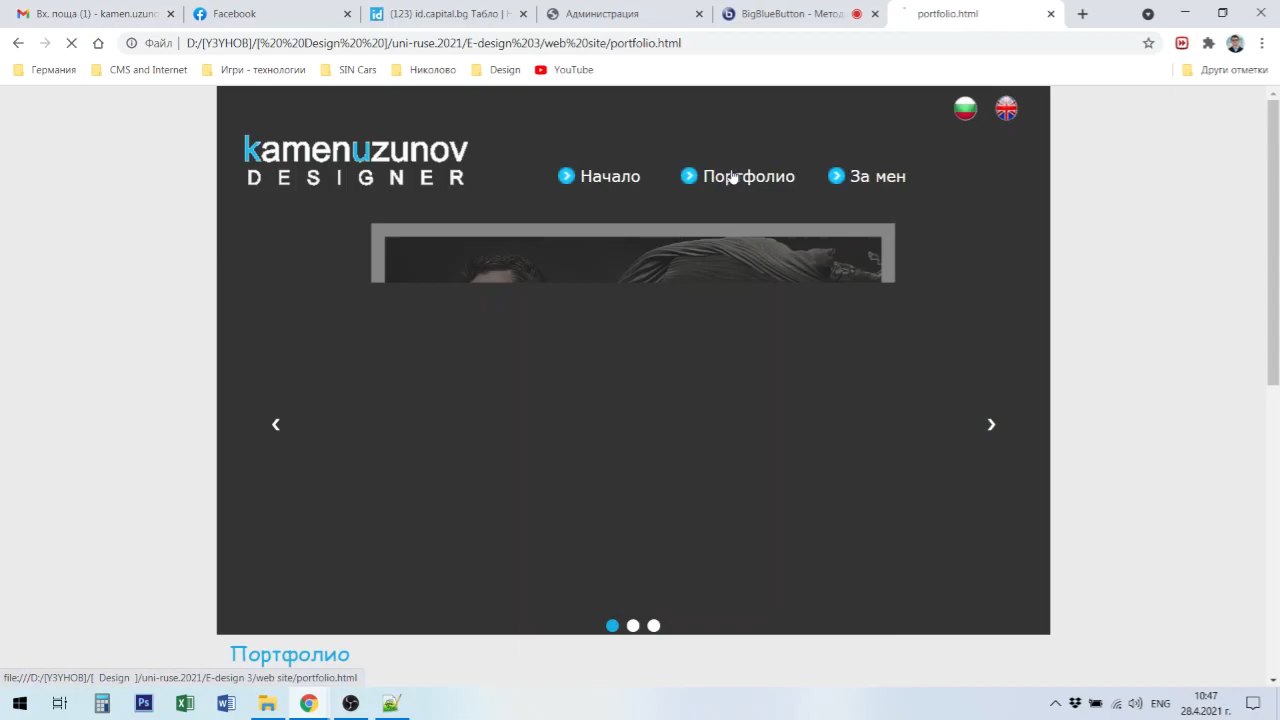 Вх. поща (1) - kamen.uzuno
Facebook
(123) id.capital.bg Табло | Н
Администрация
BigBlueButton - Метод
portfolio.html
Файл | D:/[УЗУНОВ]/[%20%20Design%20%20]/uni-ruse.2021/E-design%203/web%20site/portfolio.html
Германия
CMS and Internet
Игри - технологии
SIN Cars
Николово
Design
YouTube
Други отметки
kamenuzunov
DESIGNER
Начало
Портфолио
За мен
‹
›
Портфолио
file:///D:/[УЗУНОВ]/[ Design ]/uni-ruse.2021/E-design 3/web site/portfolio.html
ENG
10:47
28.4.2021 г.